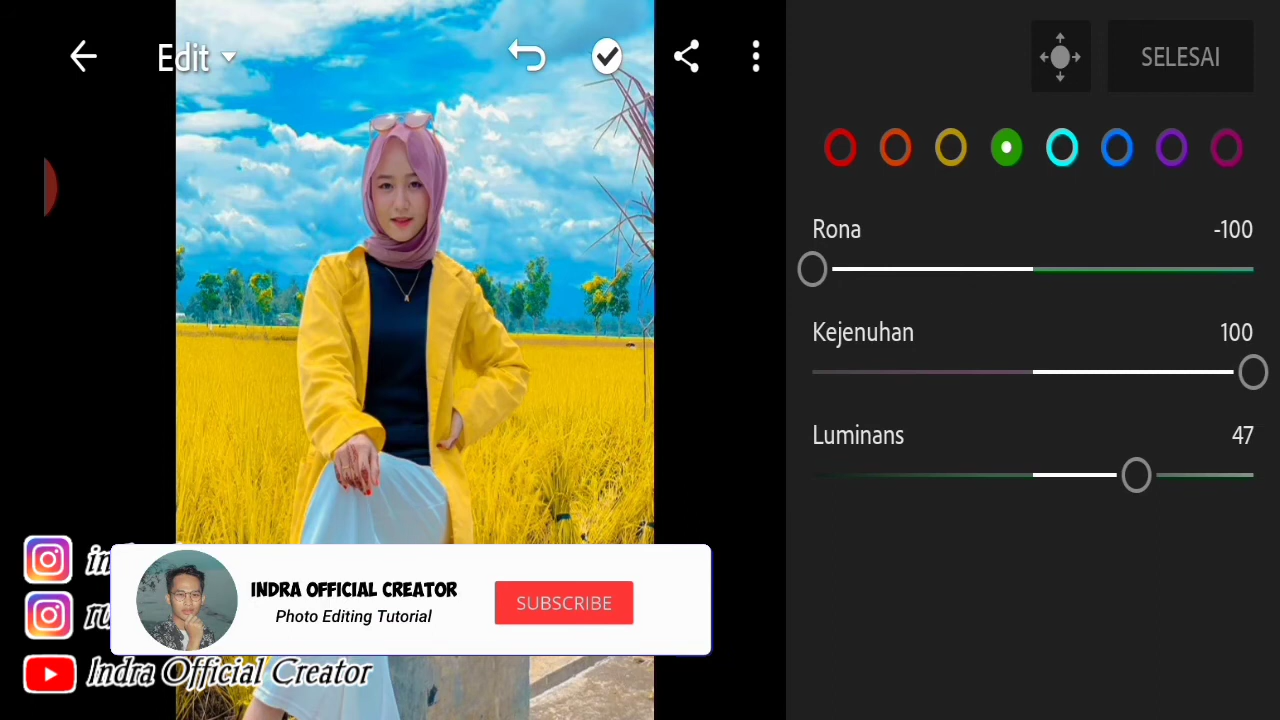 Edit
SELESAI
Rona -100
Kejenuhan 100
Luminans 47
INDRA OFFICIAL CREATOR
Photo Editing Tutorial
SUBSCRIBE
Indra Official Creator